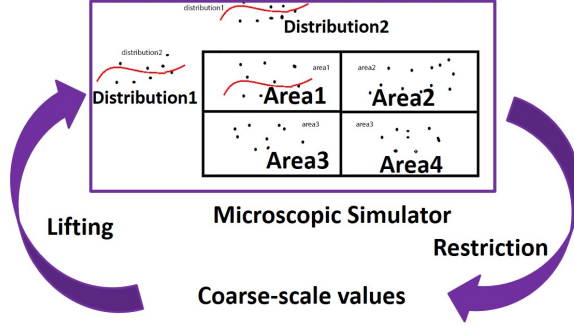 distribution1
Distribution2
distribution2
Distribution1
area1
Area1
area2
Area2
area3
Area3
area3
Area4
Microscopic Simulator
Lifting
Restriction
Coarse-scale values